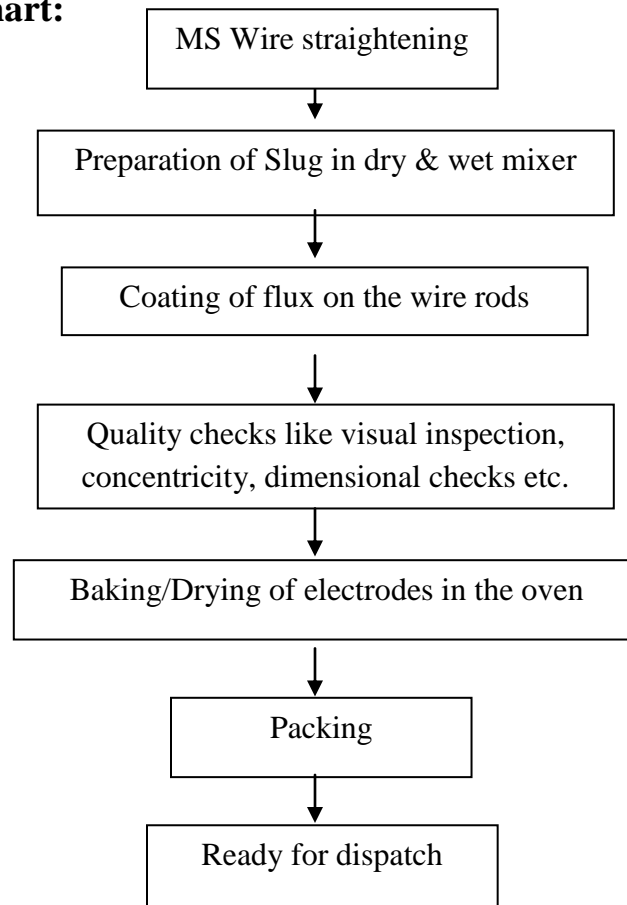 hart:
MS Wire straightening
Preparation of Slug in dry & wet mixer
Coating of flux on the wire rods
Quality checks like visual inspection,
concentricity, dimensional checks etc.
Baking/Drying of electrodes in the oven
Packing
Ready for dispatch